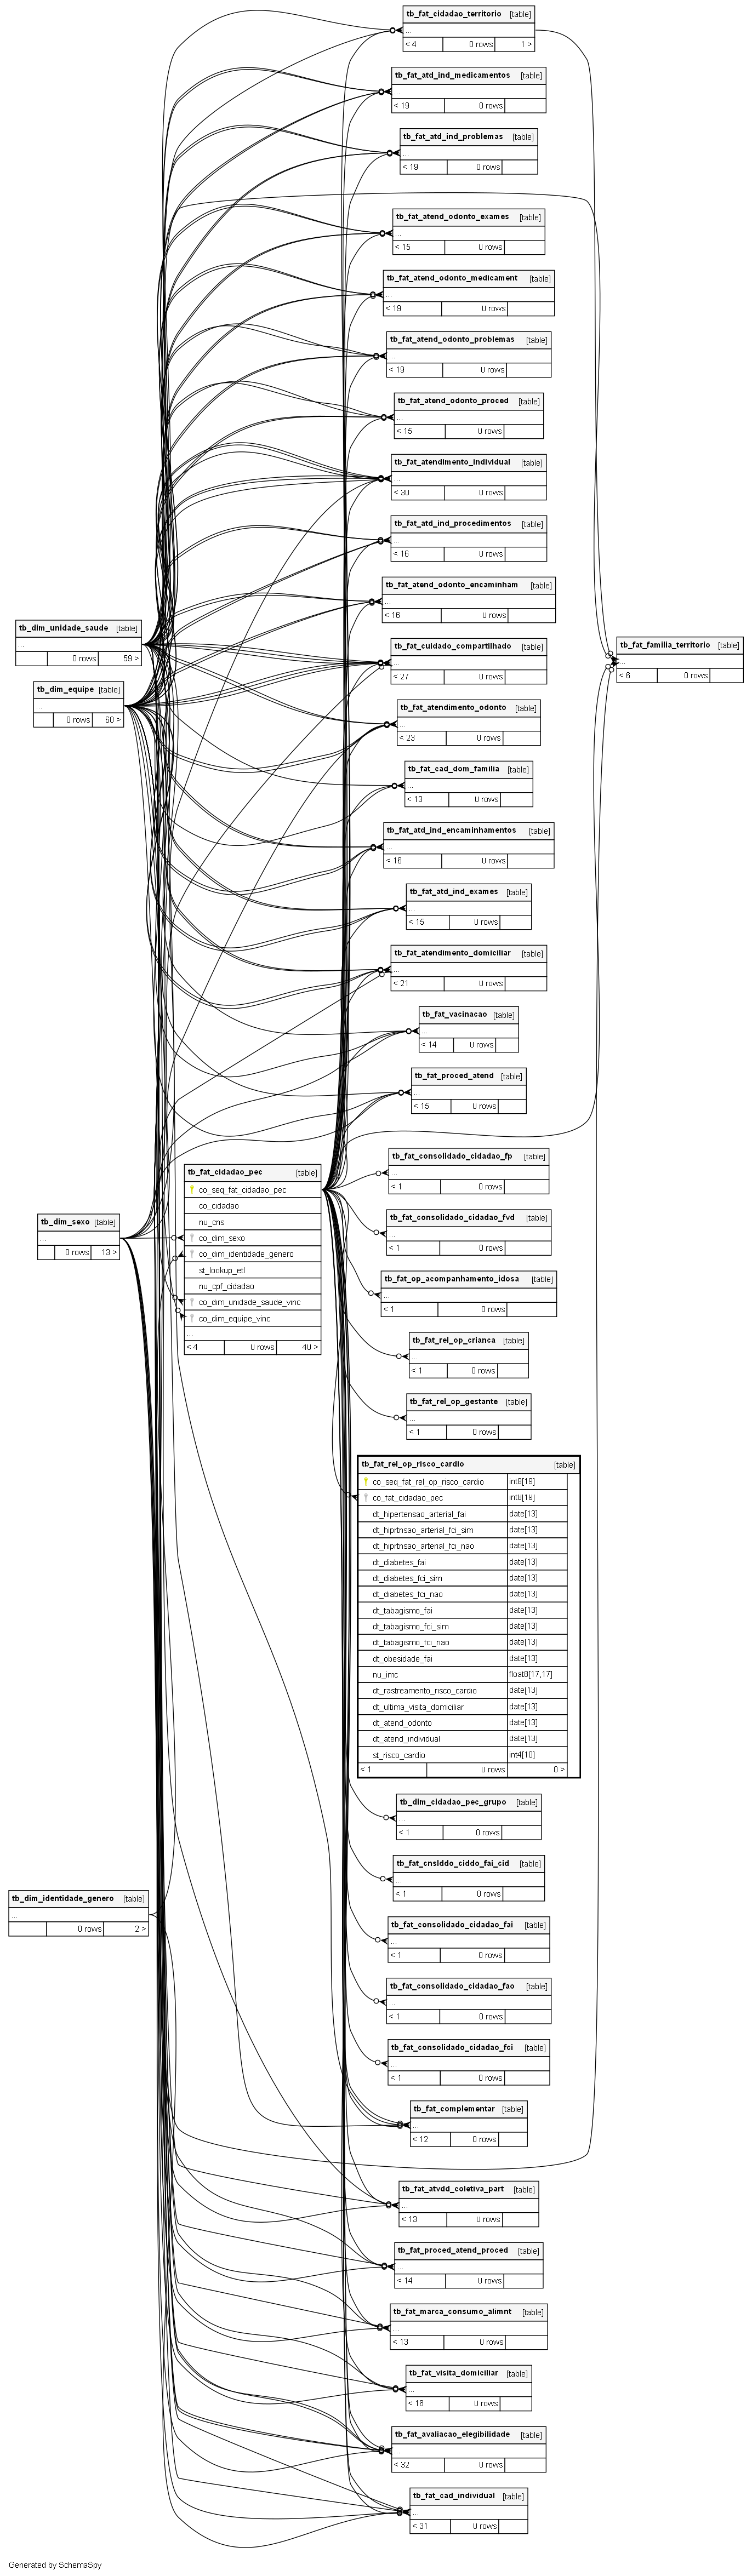 tb_fat_cidadao_territorio [table]
...
< 4 0 rows 1 >
tb_fat_atd_ind_medicamentos [table]
...
< 19 0 rows
tb_fat_atd_ind_problemas [table]
...
< 19 0 rows
tb_fat_atend_odonto_exames [table]
...
< 15 0 rows
tb_fat_atend_odonto_medicament [table]
...
< 19 0 rows
tb_fat_atend_odonto_problemas [table]
...
< 19 0 rows
tb_fat_atend_odonto_proced [table]
...
< 15 0 rows
tb_fat_atendimento_individual [table]
...
< 30 0 rows
tb_fat_atd_ind_procedimentos [table]
...
< 16 0 rows
tb_fat_atend_odonto_encaminham [table]
...
< 16 0 rows
tb_dim_unidade_saude [table]
...
0 rows 59 >
tb_fat_cuidado_compartilhado [table]
...
< 27 0 rows
tb_fat_familia_territorio [table]
...
< 6 0 rows
tb_dim_equipe [table]
...
0 rows 60 >
tb_fat_atendimento_odonto [table]
...
< 23 0 rows
tb_fat_cad_dom_familia [table]
...
< 13 0 rows
tb_fat_atd_ind_encaminhamentos [table]
...
< 16 0 rows
tb_fat_atd_ind_exames [table]
...
< 15 0 rows
tb_fat_atendimento_domiciliar [table]
...
< 21 0 rows
tb_fat_vacinacao [table]
...
< 14 0 rows
tb_fat_proced_atend [table]
...
< 15 0 rows
tb_fat_consolidado_cidadao_fp [table]
...
< 1 0 rows
tb_fat_cidadao_pec [table]
co_seq_fat_cidadao_pec
co_cidadao
nu_cns
co_dim_sexo
co_dim_identidade_genero
st_lookup_etl
nu_cpf_cidadao
co_dim_unidade_saude_vinc
co_dim_equipe_vinc
...
< 4 0 rows 40 >
tb_dim_sexo [table]
...
0 rows 13 >
tb_fat_consolidado_cidadao_fvd [table]
...
< 1 0 rows
tb_fat_op_acompanhamento_idosa [table]
...
< 1 0 rows
tb_fat_rel_op_crianca [table]
...
< 1 0 rows
tb_fat_rel_op_gestante [table]
...
< 1 0 rows
tb_fat_rel_op_risco_cardio [table]
co_seq_fat_rel_op_risco_cardio int8[19]
co_fat_cidadao_pec int8[19]
dt_hipertensao_arterial_fai date[13]
dt_hiprtnsao_arterial_fci_sim date[13]
dt_hiprtnsao_arterial_fci_nao date[13]
dt_diabetes_fai date[13]
dt_diabetes_fci_sim date[13]
dt_diabetes_fci_nao date[13]
dt_tabagismo_fai date[13]
dt_tabagismo_fci_sim date[13]
dt_tabagismo_fci_nao date[13]
dt_obesidade_fai date[13]
nu_imc float8[17,17]
dt_rastreamento_risco_cardio date[13]
dt_ultima_visita_domiciliar date[13]
dt_atend_odonto date[13]
dt_atend_individual date[13]
st_risco_cardio int4[10]
< 1 0 rows 0 >
tb_dim_cidadao_pec_grupo [table]
...
< 1 0 rows
tb_fat_cnslddo_ciddo_fai_cid [table]
...
< 1 0 rows
tb_dim_identidade_genero [table]
...
0 rows 2 >
tb_fat_consolidado_cidadao_fai [table]
...
< 1 0 rows
tb_fat_consolidado_cidadao_fao [table]
...
< 1 0 rows
tb_fat_consolidado_cidadao_fci [table]
...
< 1 0 rows
tb_fat_complementar [table]
...
< 12 0 rows
tb_fat_atvdd_coletiva_part [table]
...
< 13 0 rows
tb_fat_proced_atend_proced [table]
...
< 14 0 rows
tb_fat_marca_consumo_alimnt [table]
...
< 13 0 rows
tb_fat_visita_domiciliar [table]
...
< 16 0 rows
tb_fat_avaliacao_elegibilidade [table]
...
< 32 0 rows
tb_fat_cad_individual [table]
...
< 31 0 rows
Generated by SchemaSpy